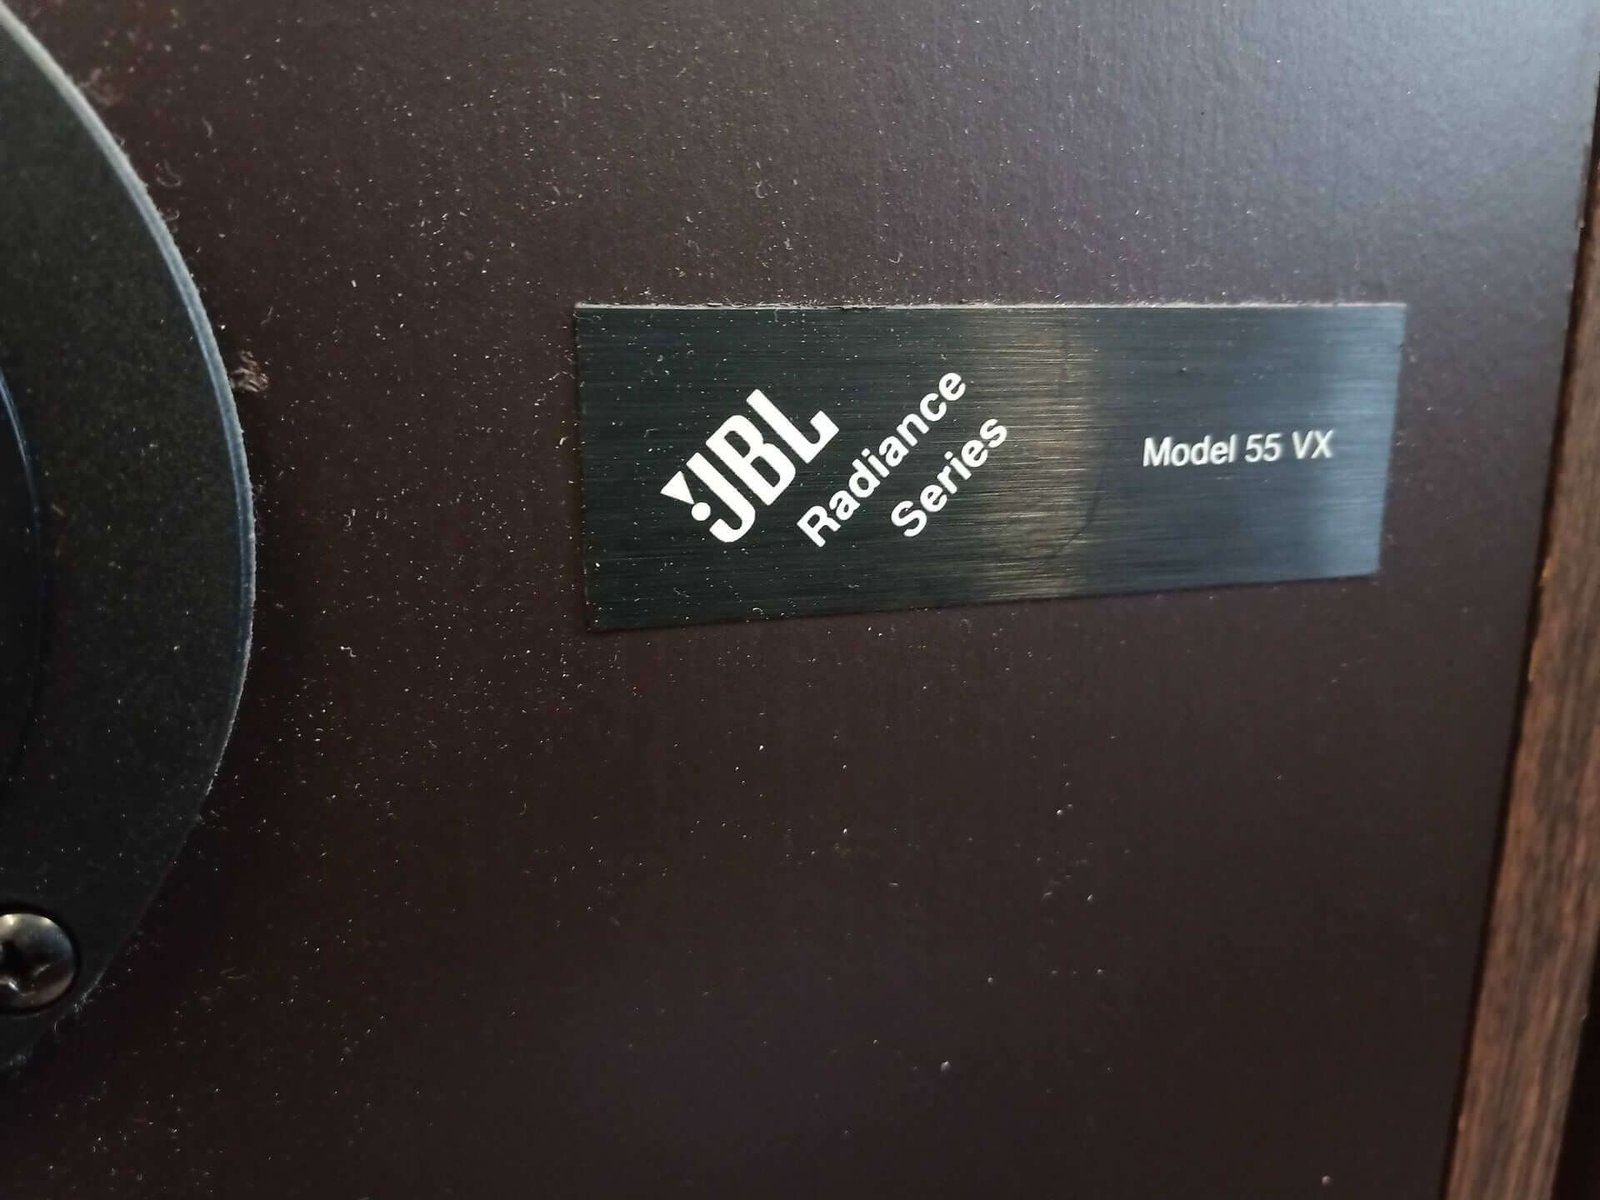 JBL
Radiance
Series
Model 55 VX